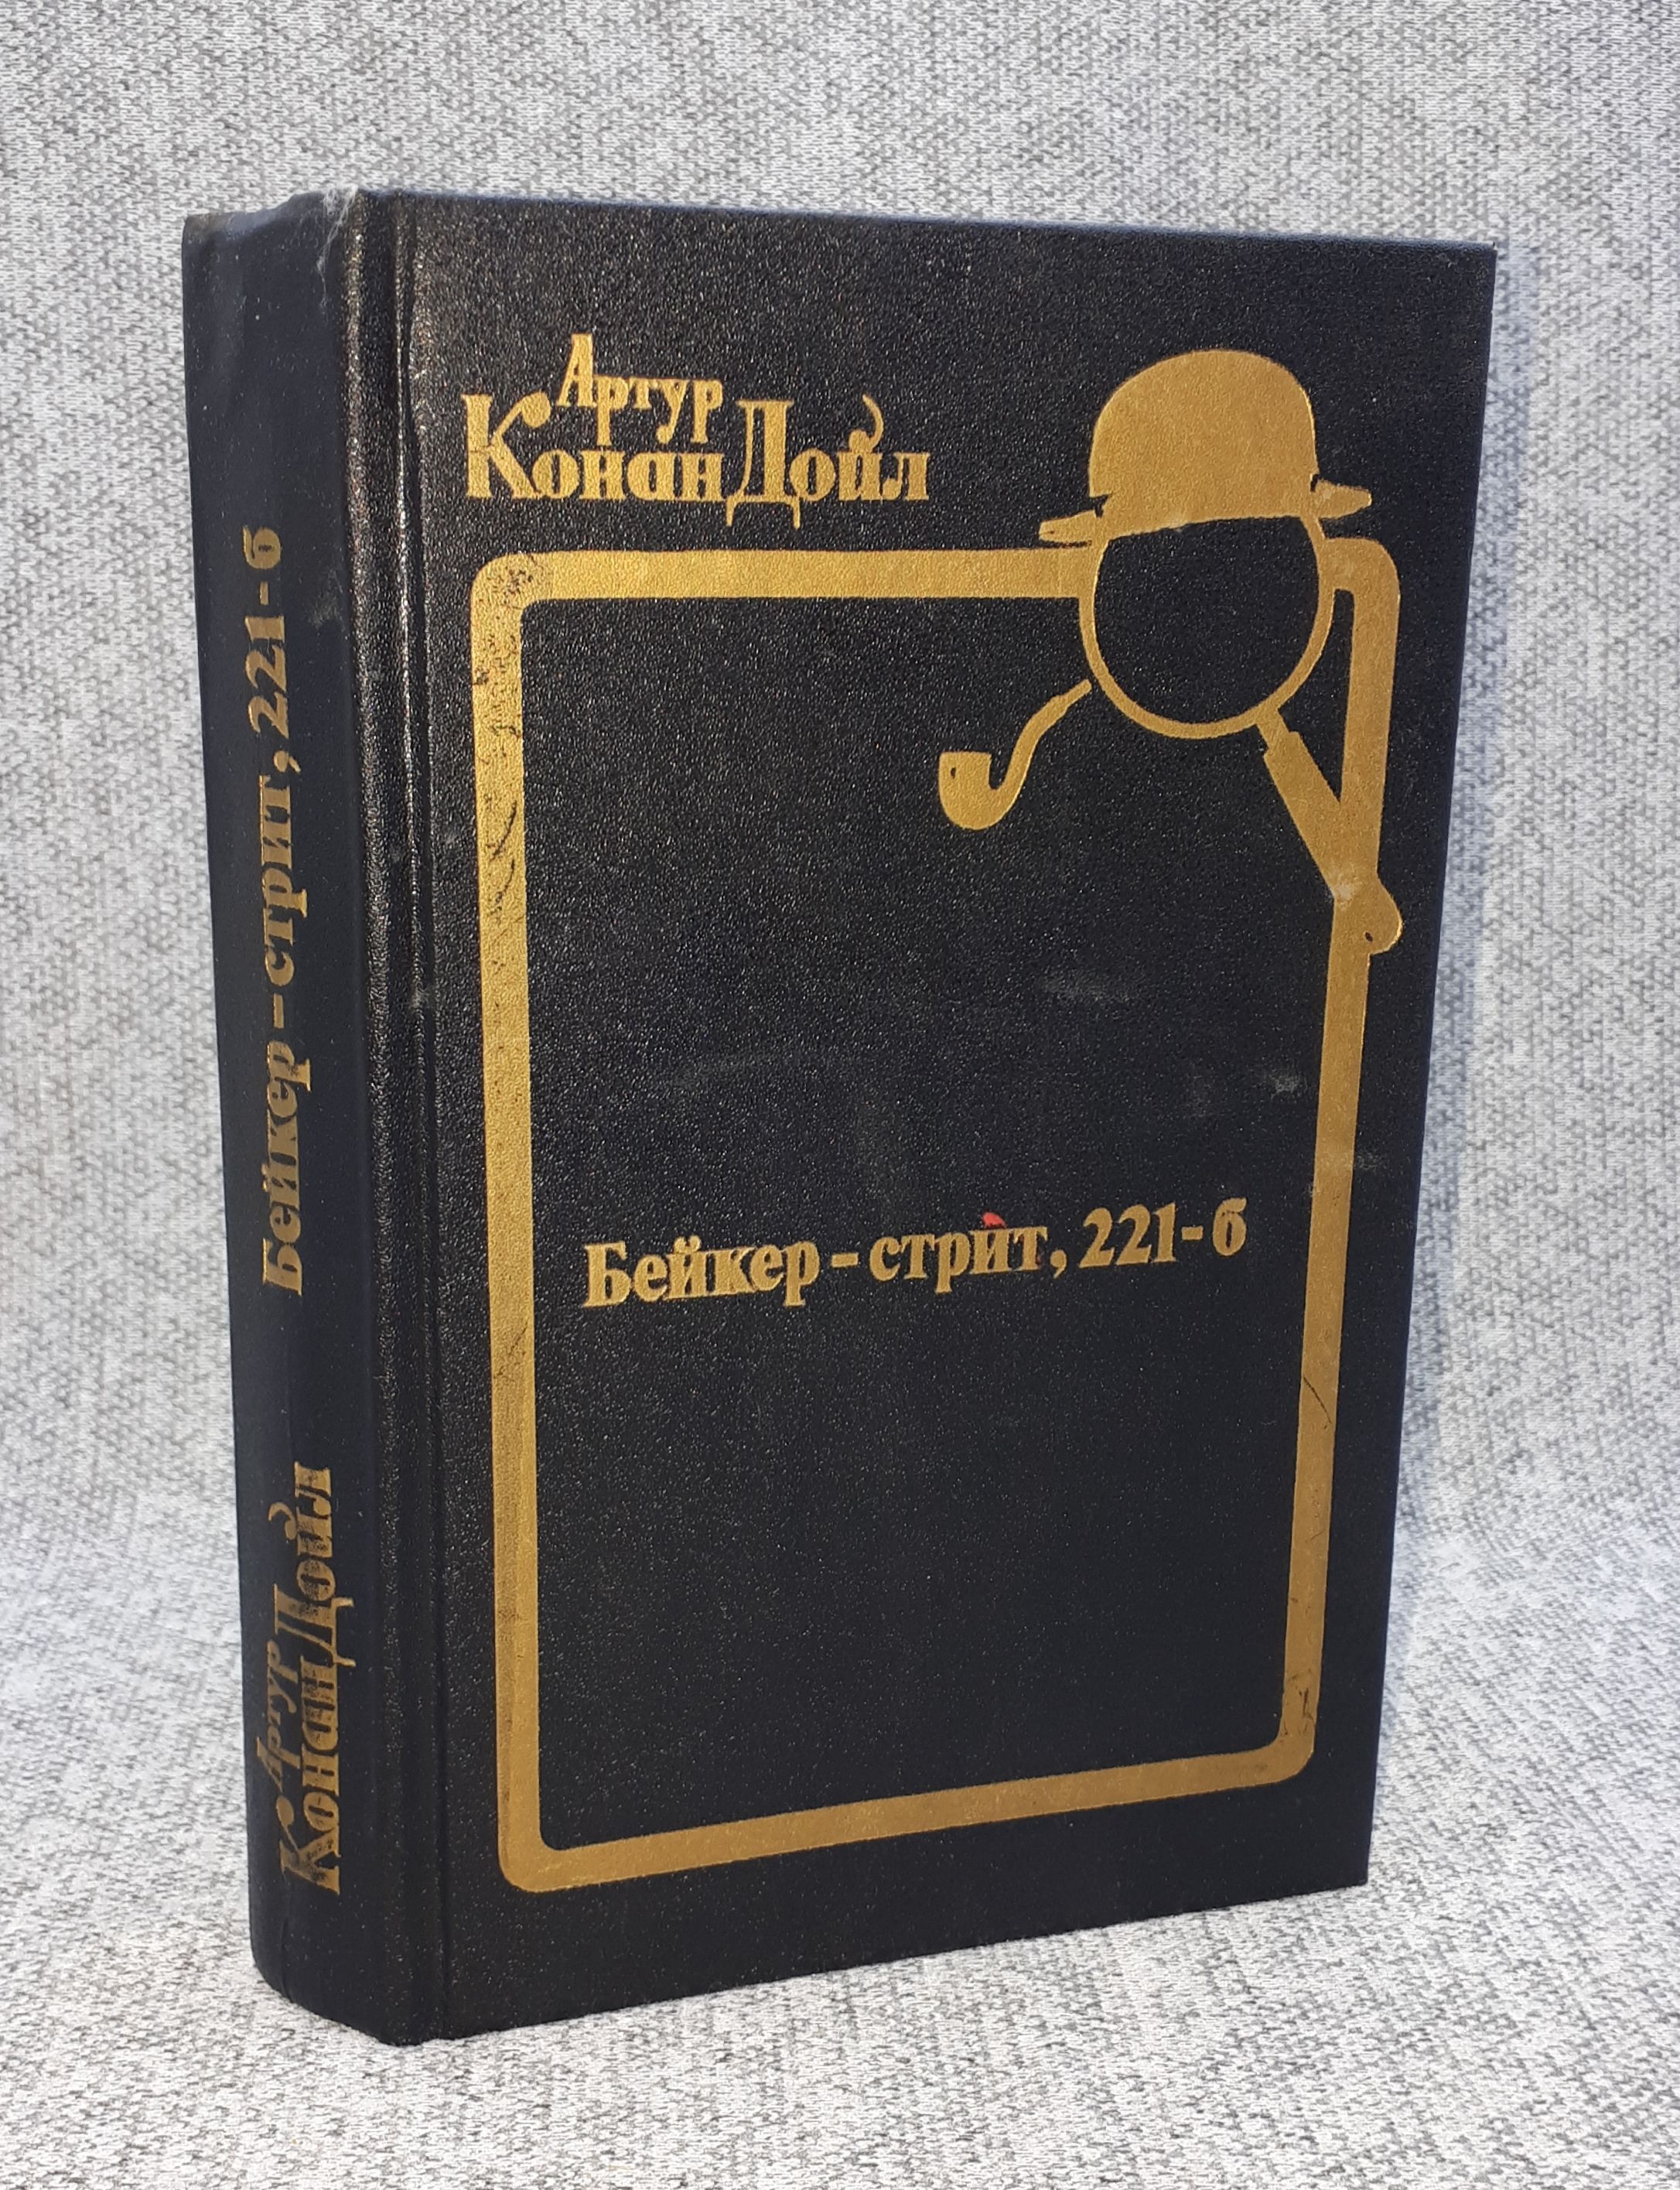 Артур
Конан Дойл
Бейкер-стрит, 221-б
Артур
Конан Дойл
Бейкер-стрит, 221-б